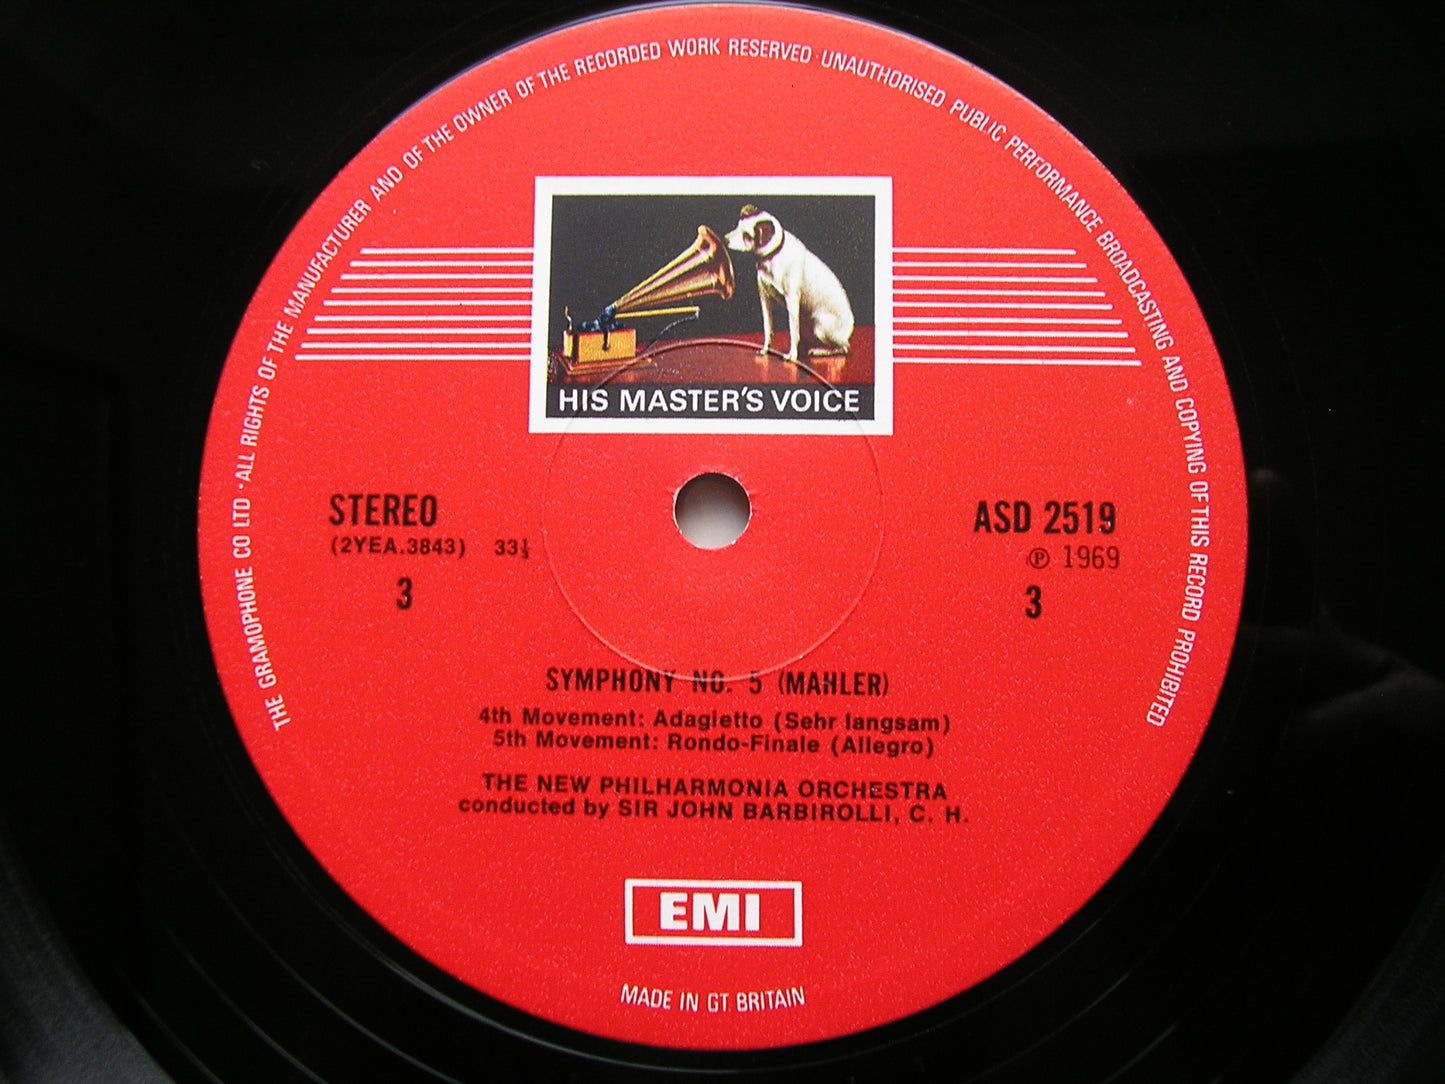 THE GRAMOPHONE CO LTD · ALL RIGHTS OF THE MANUFACTURER AND OF THE OWNER OF THE RECORDED WORK RESERVED · UNAUTHORISED PUBLIC PERFORMANCE BROADCASTING AND COPYING OF THIS RECORD PROHIBITED
HIS MASTER'S VOICE
STEREO
(2YEA.3843) 33⅓
3
ASD 2519
℗ 1969
3
SYMPHONY NO. 5 (MAHLER)
4th Movement: Adagietto (Sehr langsam)
5th Movement: Rondo-Finale (Allegro)
THE NEW PHILHARMONIA ORCHESTRA
conducted by SIR JOHN BARBIROLLI, C. H.
EMI
MADE IN GT. BRITAIN